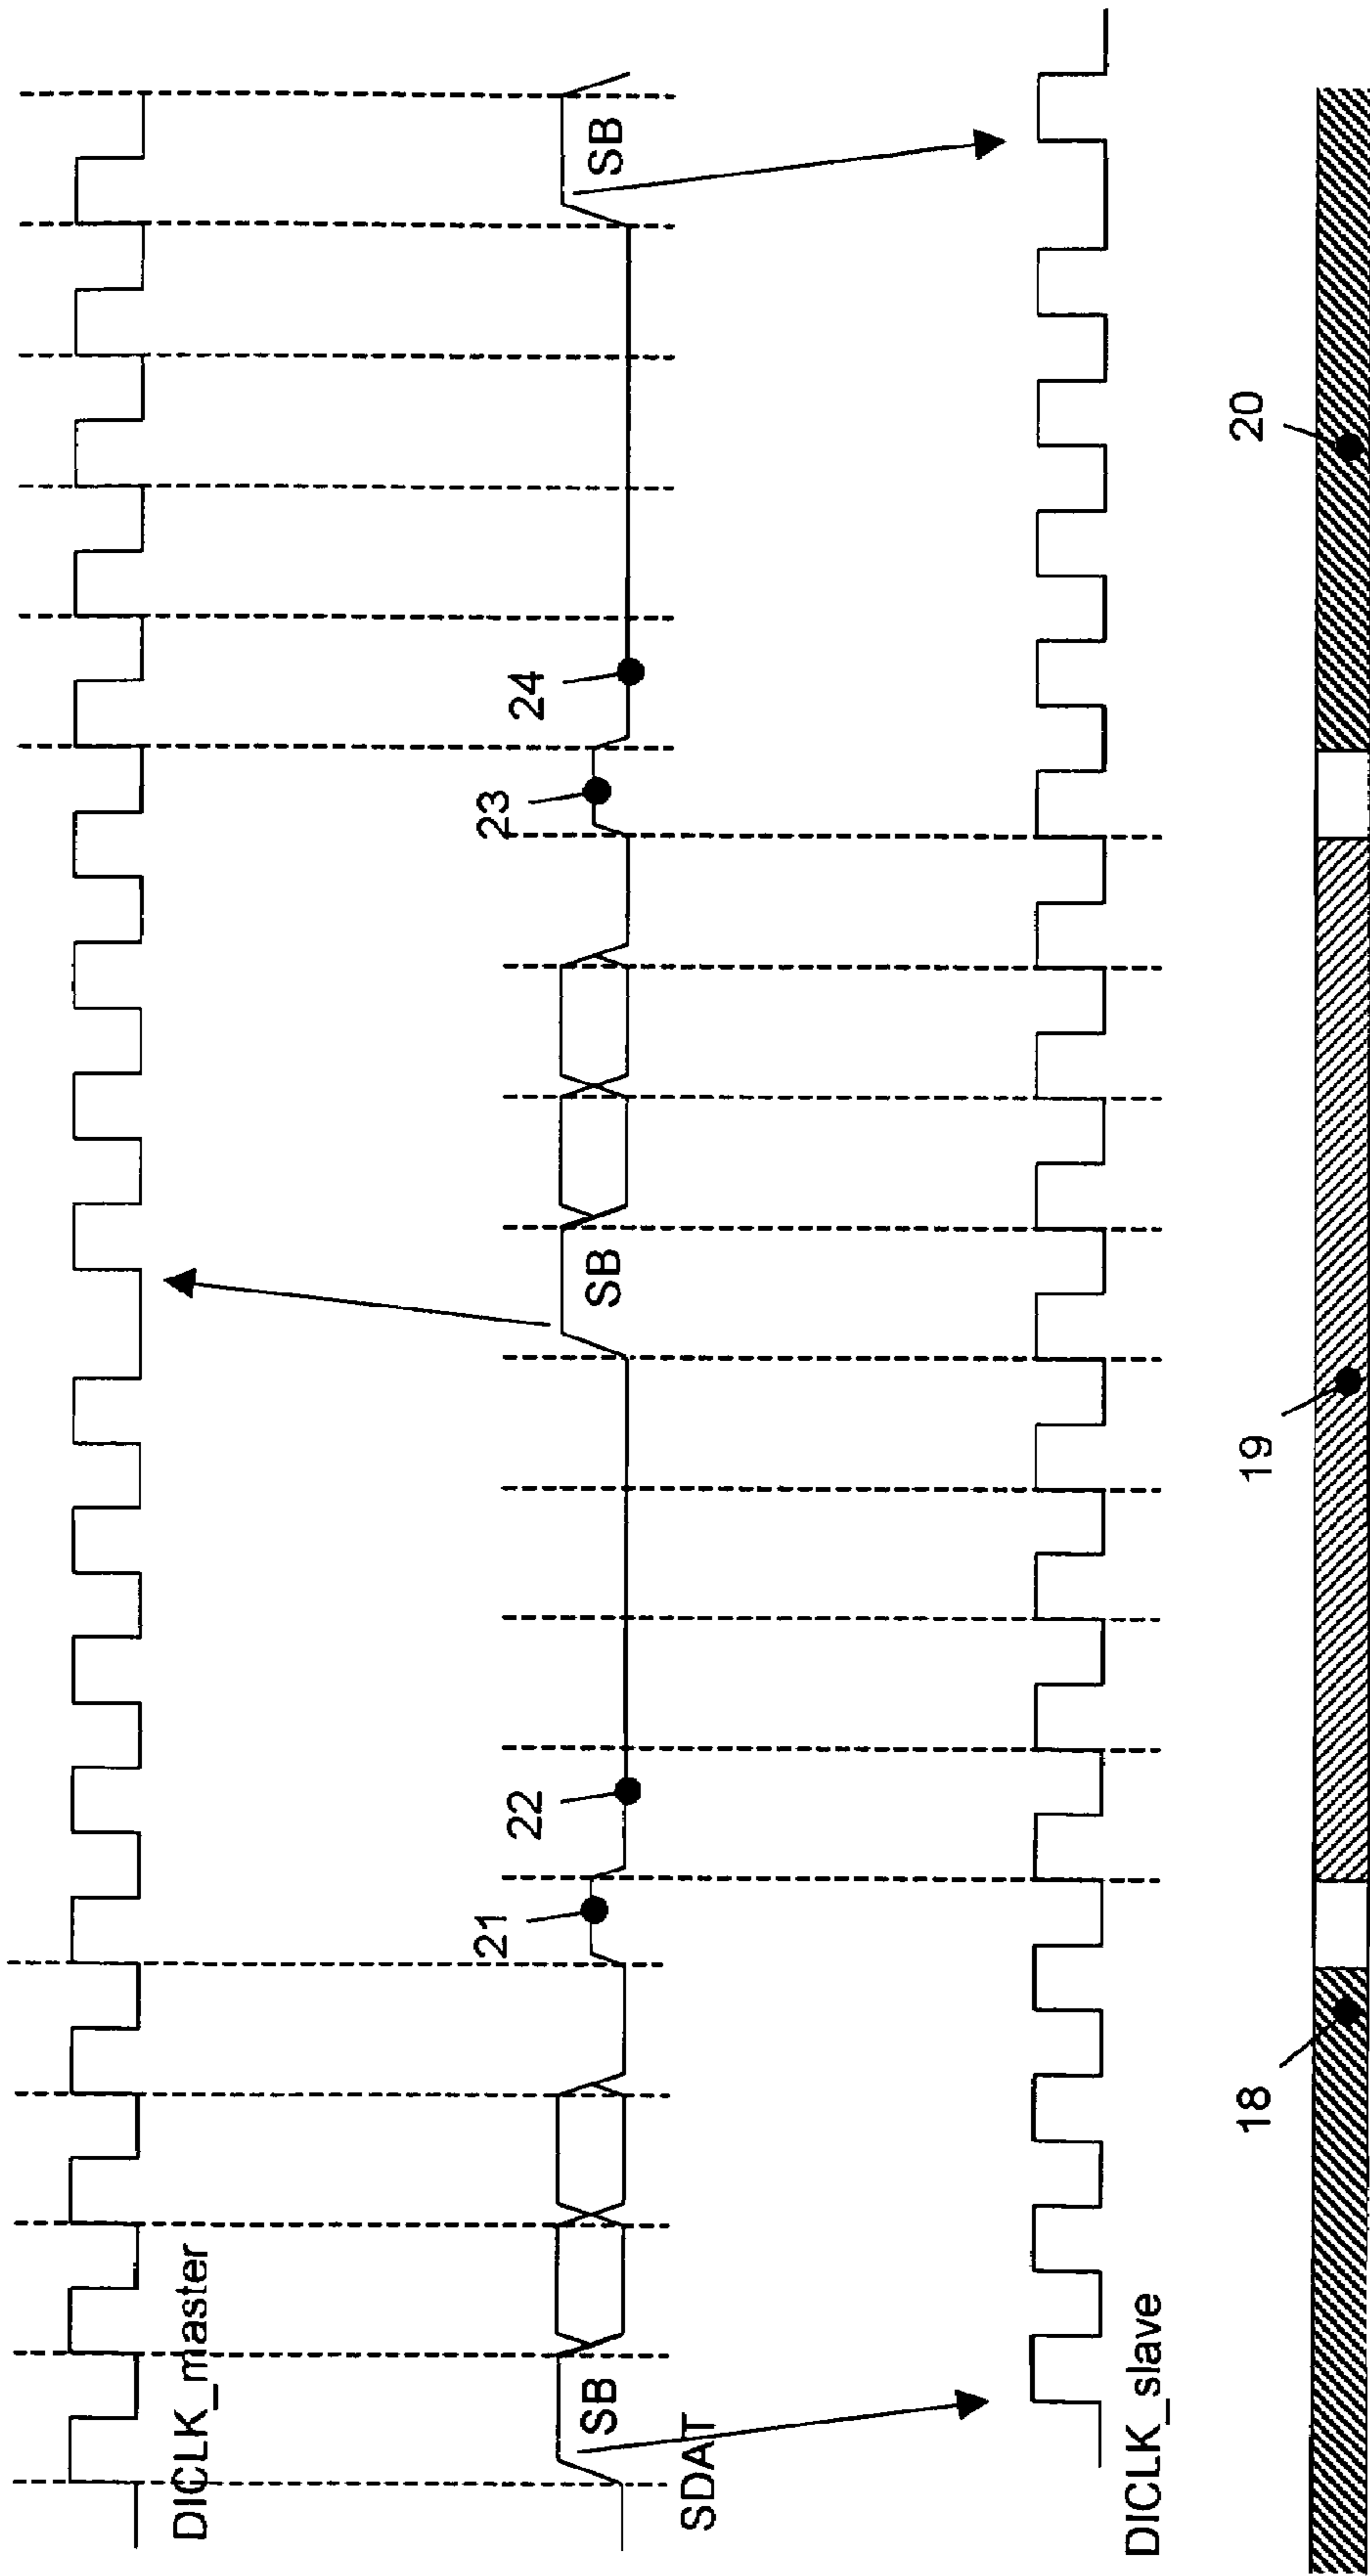 DICLK_master
SB
SB
SB
SDAT
21
22
23
24
DICLK_slave
18
19
20